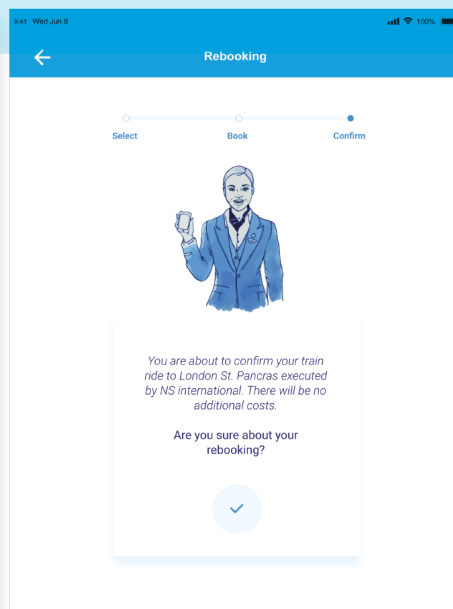 9:41 Wed Jun 8
100%
Rebooking
Select Book Confirm
You are about to confirm your train
ride to London St. Pancras executed
by NS international. There will be no
additional costs.
Are you sure about your
rebooking?